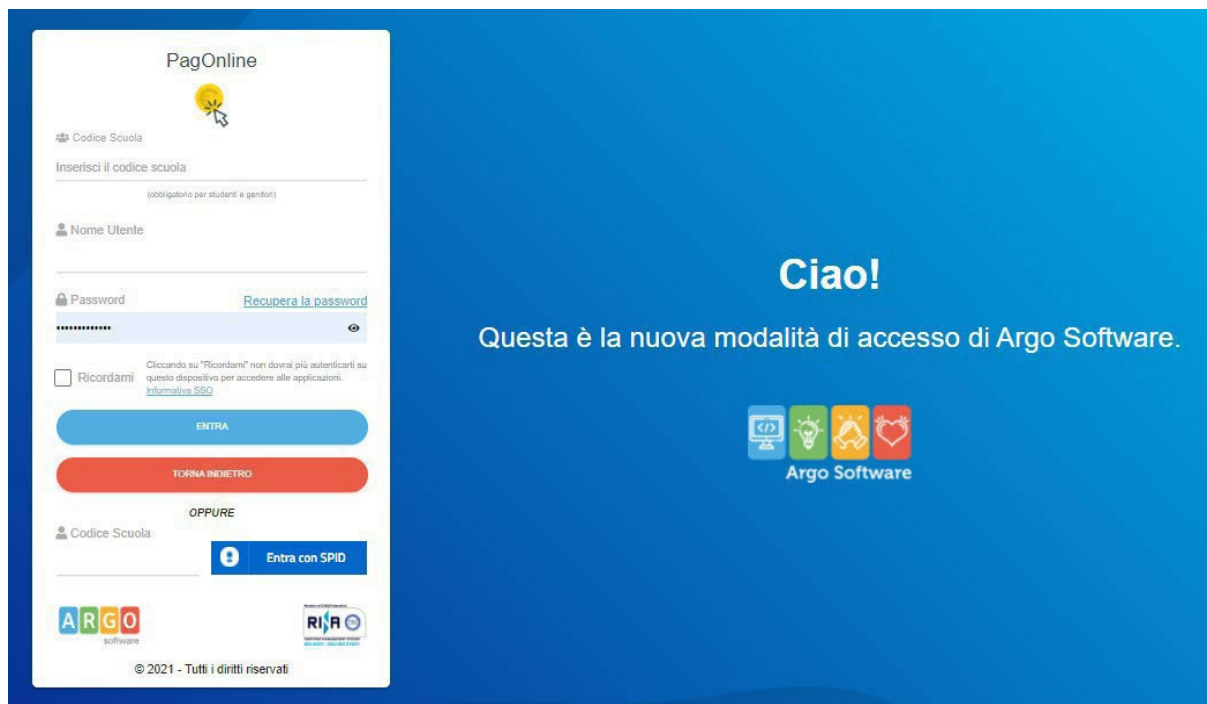 PagOnline
Codice Scuola
Inserisci il codice scuola
(obbligatorio per studenti e genitori)
Nome Utente
Password Recupera la password
Ricordami
Cliccando su "Ricordami" non dovrai più autenticarti su
questo dispositivo per accedere alle applicazioni.
Informativa SSO
ENTRA
TORNA INDIETRO
OPPURE
Codice Scuola
Entra con SPID
ARGO
software
RINA
© 2021 - Tutti i diritti riservati
Ciao!
Questa è la nuova modalità di accesso di Argo Software.
Argo Software